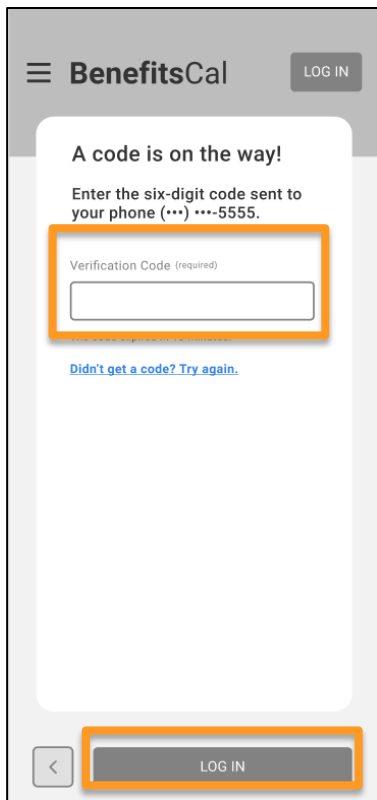 BenefitsCal
LOG IN
A code is on the way!
Enter the six-digit code sent to
your phone (•••) •••-5555.
Verification Code (required)
Didn't get a code? Try again.
LOG IN